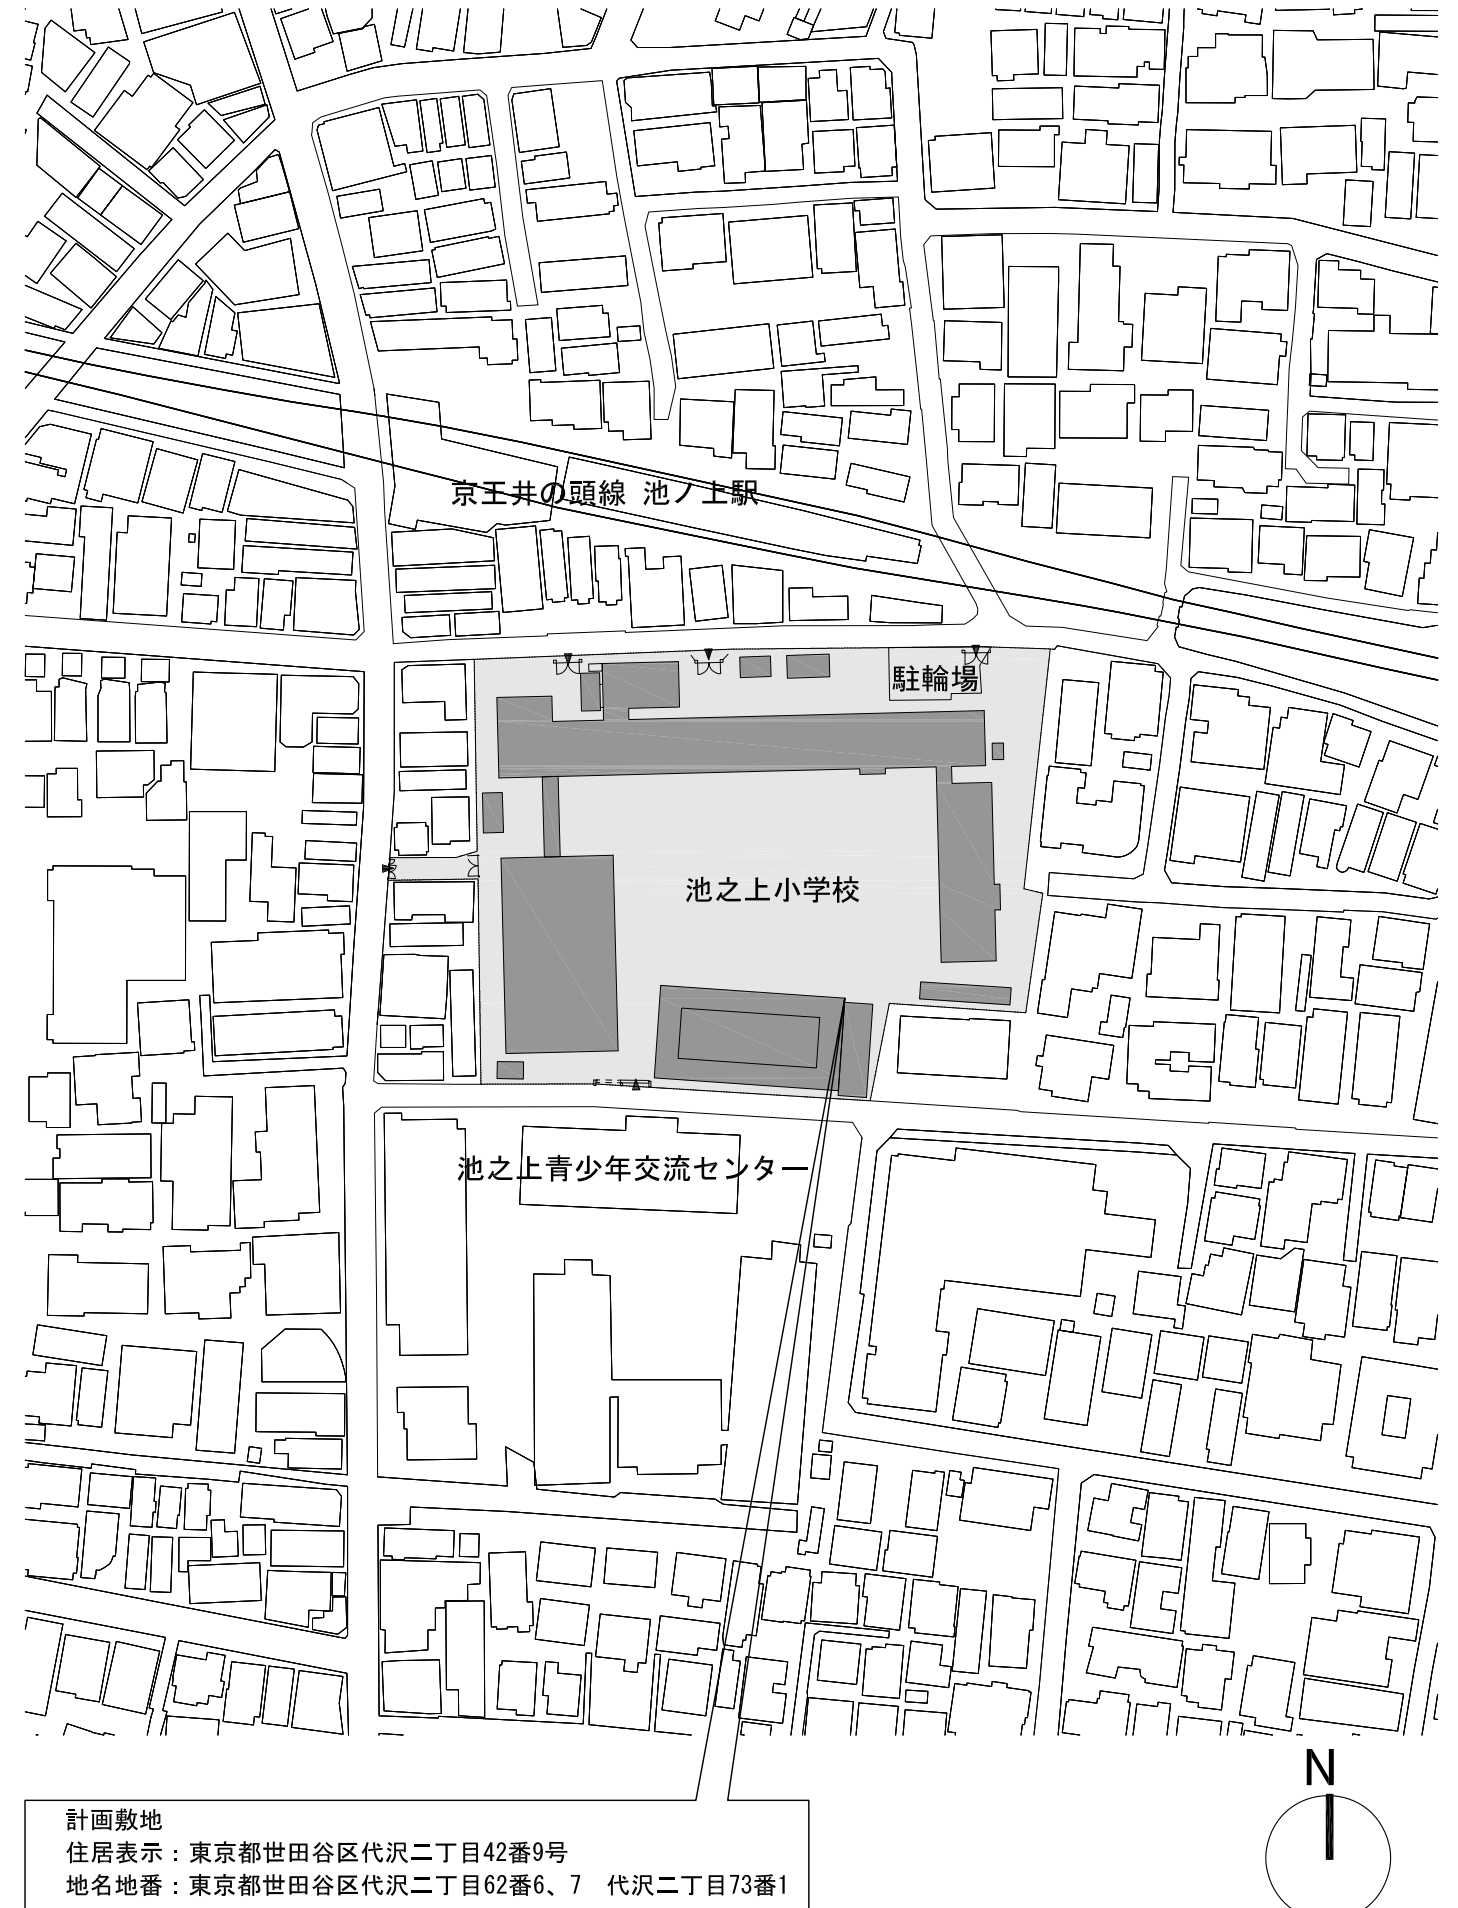 京王井の頭線 池ノ上駅
駐輪場
池之上小学校
池之上青少年交流センター
N
計画敷地
住居表示：東京都世田谷区代沢二丁目42番9号
地名地番：東京都世田谷区代沢二丁目62番6、7　代沢二丁目73番1